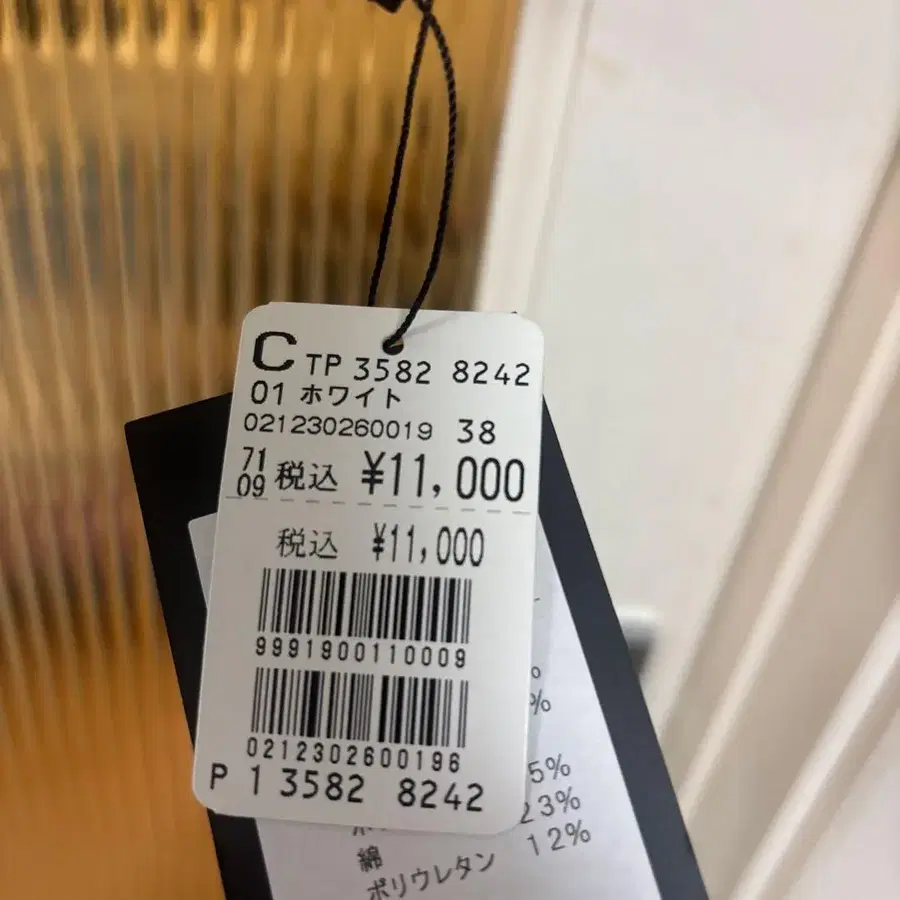 C TP 3582 8242
01 ホワイト
021230260019 38
71
09 税込 ¥11,000
税込 ¥11,000
9991900110009
0212302600196
P 1 3582 8242
%
%
5%
23%
綿 12%
ポリウレタン